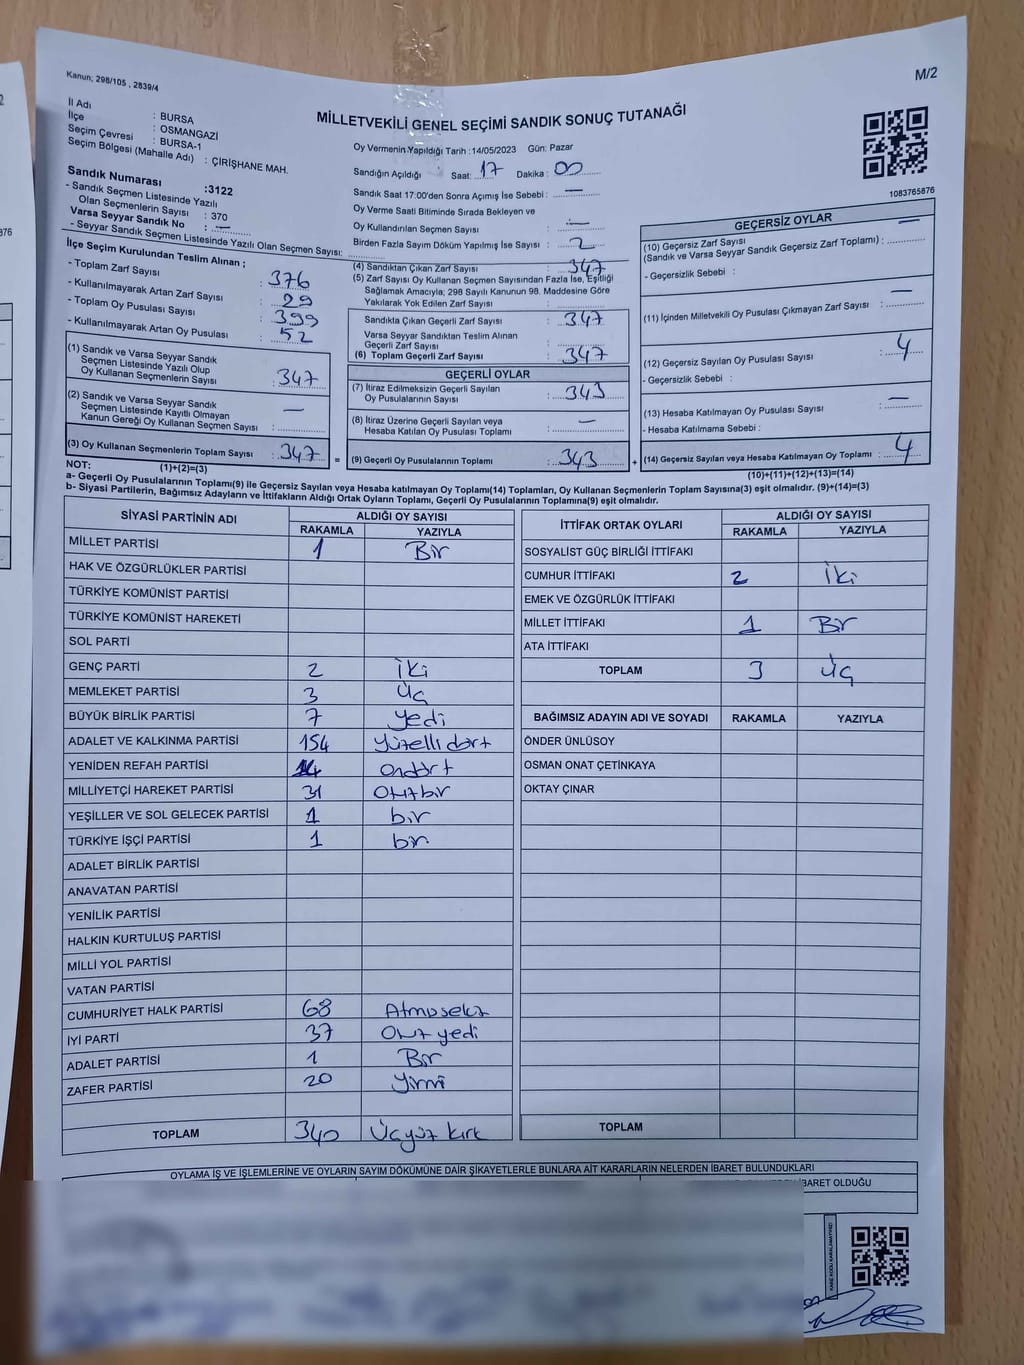 Kanun; 298/105 , 2839/4
M/2
İl Adı : BURSA
İlçe : OSMANGAZİ
Seçim Çevresi : BURSA-1
Seçim Bölgesi (Mahalle Adı) : ÇİRİŞHANE MAH.
MİLLETVEKİLİ GENEL SEÇİMİ SANDIK SONUÇ TUTANAĞI
Oy Vermenin Yapıldığı Tarih :14/05/2023 Gün: Pazar
Sandığın Açıldığı Saat: 17 Dakika : 00
Sandık Saat 17:00'den Sonra Açımış İse Sebebi : —
Oy Verme Saati Bitiminde Sırada Bekleyen ve
Oy Kullandırılan Seçmen Sayısı : —
Birden Fazla Sayım Döküm Yapılmış İse Sayısı : 2
1083765876
Sandık Numarası :3122
- Sandık Seçmen Listesinde Yazılı
Olan Seçmenlerin Sayısı : 370
Varsa Seyyar Sandık No : —
- Seyyar Sandık Seçmen Listesinde Yazılı Olan Seçmen Sayısı:
İlçe Seçim Kurulundan Teslim Alınan ;
- Toplam Zarf Sayısı : 376
- Kullanılmayarak Artan Zarf Sayısı : 29
- Toplam Oy Pusulası Sayısı : 399
- Kullanılmayarak Artan Oy Pusulası : 52
(1) Sandık ve Varsa Seyyar Sandık
Seçmen Listesinde Yazılı Olup
Oy Kullanan Seçmenlerin Sayısı : 347
(2) Sandık ve Varsa Seyyar Sandık
Seçmen Listesinde Kayıtlı Olmayan
Kanun Gereği Oy Kullanan Seçmen Sayısı : —
(3) Oy Kullanan Seçmenlerin Toplam Sayısı : 347 =
(4) Sandıktan Çıkan Zarf Sayısı : 347
(5) Zarf Sayısı Oy Kullanan Seçmen Sayısından Fazla İse, Eşitliği
Sağlamak Amacıyla; 298 Sayılı Kanunun 98. Maddesine Göre
Yakılarak Yok Edilen Zarf Sayısı :
Sandıkta Çıkan Geçerli Zarf Sayısı : 347
Varsa Seyyar Sandıktan Teslim Alınan
Geçerli Zarf Sayısı :
(6) Toplam Geçerli Zarf Sayısı : 347
GEÇERLİ OYLAR
(7) İtiraz Edilmeksizin Geçerli Sayılan
Oy Pusulalarının Sayısı : 343
(8) İtiraz Üzerine Geçerli Sayılan veya
Hesaba Katılan Oy Pusulası Toplamı : —
(9) Geçerli Oy Pusulalarının Toplamı : 343 +
GEÇERSİZ OYLAR
(10) Geçersiz Zarf Sayısı
(Sandık ve Varsa Seyyar Sandık Geçersiz Zarf Toplamı) : —
- Geçersizlik Sebebi :
(11) İçinden Milletvekili Oy Pusulası Çıkmayan Zarf Sayısı : —
(12) Geçersiz Sayılan Oy Pusulası Sayısı : 4
- Geçersizlik Sebebi :
(13) Hesaba Katılmayan Oy Pusulası Sayısı : —
- Hesaba Katılmama Sebebi :
(14) Geçersiz Sayılan veya Hesaba Katılmayan Oy Toplamı : 4
NOT: (1)+(2)=(3) (10)+(11)+(12)+(13)=(14)
a- Geçerli Oy Pusulalarının Toplamı(9) ile Geçersiz Sayılan veya Hesaba Katılmayan Oy Toplamı(14) Toplamları, Oy Kullanan Seçmenlerin Toplam Sayısına(3) eşit olmalıdır. (9)+(14)=(3)
b- Siyasi Partilerin, Bağımsız Adayların ve İttifakların Aldığı Ortak Oyların Toplamı, Geçerli Oy Pusulalarının Toplamına(9) eşit olmalıdır.
SİYASİ PARTİNİN ADI ALDIĞI OY SAYISI
RAKAMLA YAZIYLA
MİLLET PARTİSİ 1 Bir
HAK VE ÖZGÜRLÜKLER PARTİSİ
TÜRKİYE KOMÜNİST PARTİSİ
TÜRKİYE KOMÜNİST HAREKETİ
SOL PARTİ
GENÇ PARTİ 2 İki
MEMLEKET PARTİSİ 3 Üç
BÜYÜK BİRLİK PARTİSİ 7 yedi
ADALET VE KALKINMA PARTİSİ 154 yüzelli dört
YENİDEN REFAH PARTİSİ 14 ondört
MİLLİYETÇİ HAREKET PARTİSİ 31 Otuzbir
YEŞİLLER VE SOL GELECEK PARTİSİ 1 bir
TÜRKİYE İŞÇİ PARTİSİ 1 bir
ADALET BİRLİK PARTİSİ
ANAVATAN PARTİSİ
YENİLİK PARTİSİ
HALKIN KURTULUŞ PARTİSİ
MİLLİ YOL PARTİSİ
VATAN PARTİSİ
CUMHURİYET HALK PARTİSİ 68 Atmışsekiz
İYİ PARTİ 37 Otuz yedi
ADALET PARTİSİ 1 Bir
ZAFER PARTİSİ 20 Yirmi
TOPLAM 340 Üçyüz kırk
İTTİFAK ORTAK OYLARI ALDIĞI OY SAYISI
RAKAMLA YAZIYLA
SOSYALİST GÜÇ BİRLİĞİ İTTİFAKI
CUMHUR İTTİFAKI 2 İki
EMEK VE ÖZGÜRLÜK İTTİFAKI
MİLLET İTTİFAKI 1 Bir
ATA İTTİFAKI
TOPLAM 3 Üç
BAĞIMSIZ ADAYIN ADI VE SOYADI RAKAMLA YAZIYLA
ÖNDER ÜNLÜSOY
OSMAN ONAT ÇETİNKAYA
OKTAY ÇINAR
TOPLAM
OYLAMA İŞ VE İŞLEMLERİNE VE OYLARIN SAYIM DÖKÜMÜNE DAİR ŞİKAYETLERLE BUNLARA AİT KARARLARIN NELERDEN İBARET BULUNDUKLARI
İBARET OLDUĞU